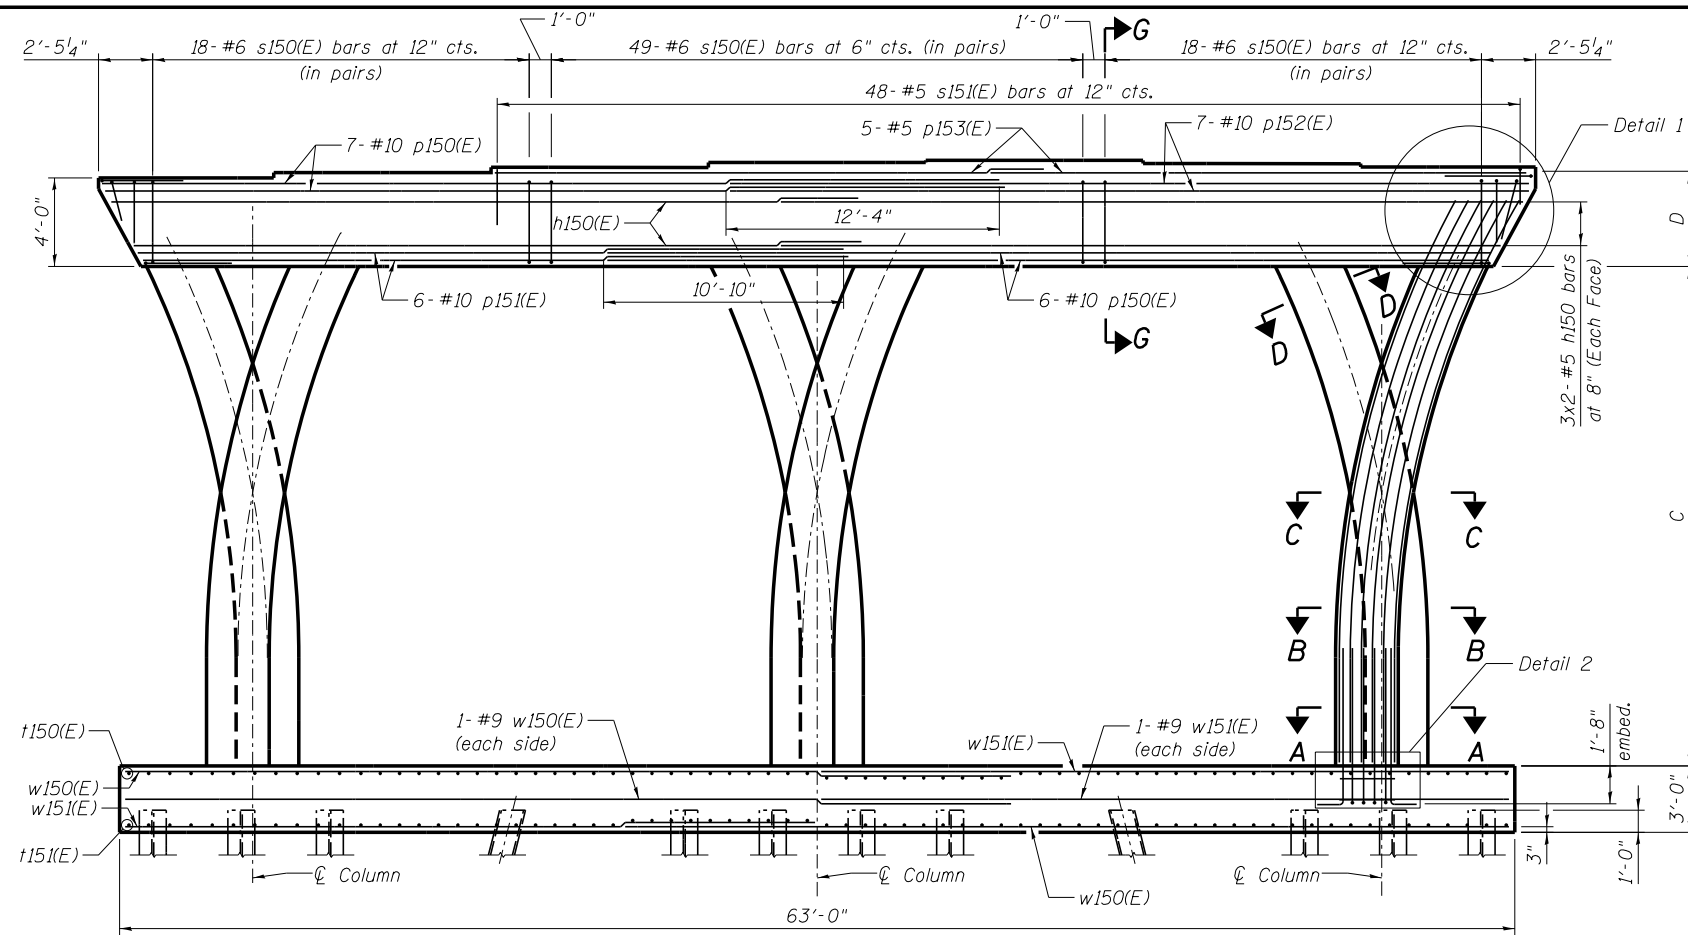 1'-0"
1'-0"
G
2'-5¼"
18- #6 s150(E) bars at 12" cts.
(in pairs)
49- #6 s150(E) bars at 6" cts. (in pairs)
18- #6 s150(E) bars at 12" cts.
(in pairs)
2'-5¼"
48- #5 s151(E) bars at 12" cts.
7- #10 p150(E)
5- #5 p153(E)
7- #10 p152(E)
Detail 1
4'-0"
h150(E)
12'-4"
D
6- #10 p151(E)
10'-10"
6- #10 p150(E)
G
D
D
3x2- #5 h150 bars
at 8" (Each Face)
C
C
C
B
B
Detail 2
t150(E)
1- #9 w150(E)
(each side)
w151(E)
1- #9 w151(E)
(each side)
A
A
1'-8"
embed.
w150(E)
w151(E)
t151(E)
3'-0"
3"
1'-0"
℄ Column
℄ Column
℄ Column
w150(E)
63'-0"